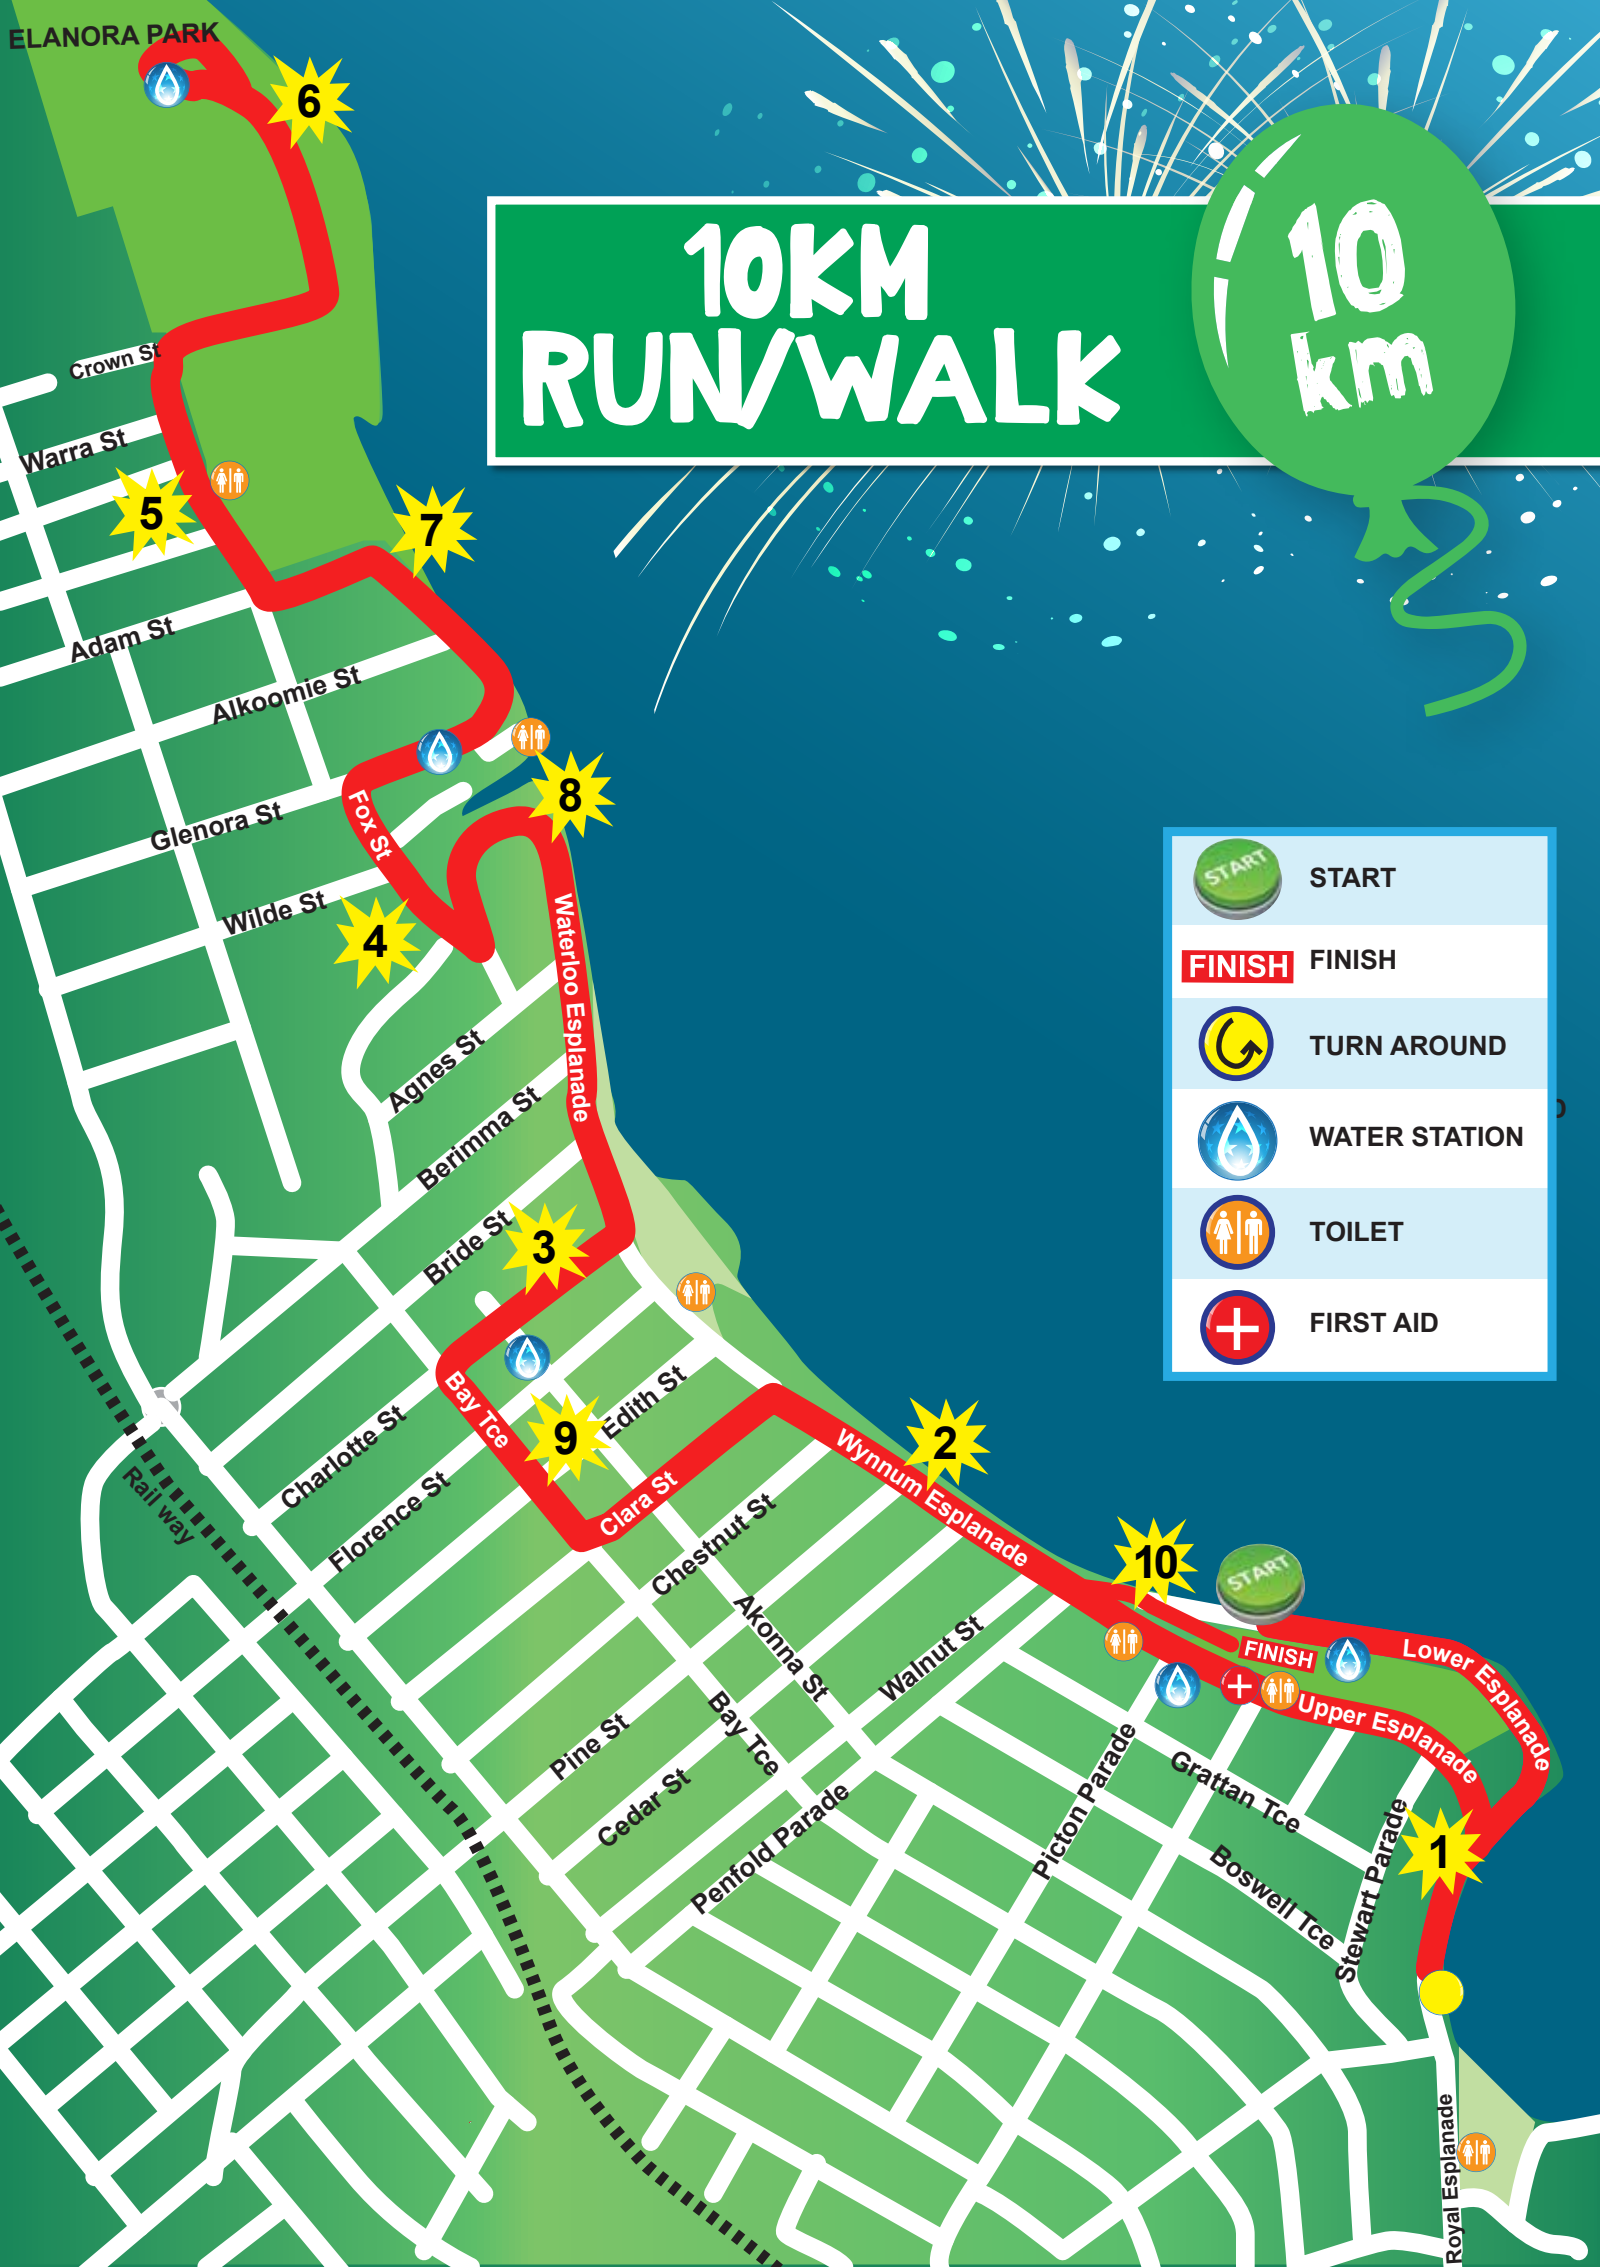 ELANORA PARK
6
10KM
RUN/WALK
10
km
Crown St
Warra St
5
7
Adam St
Alkoomie St
8
Fox St
Glenora St
Wilde St
4
Waterloo Esplanade
START
START
FINISH
FINISH
TURN AROUND
WATER STATION
TOILET
FIRST AID
Agnes St
Berimma St
Bride St
3
Bay Tce
9
Edith St
Charlotte St
Florence St
Rail way
Clara St
2
Wynnum Esplanade
Chestnut St
10
START
FINISH
Lower Esplanade
Upper Esplanade
Akonna St
Walnut St
Bay Tce
Pine St
Cedar St
Penfold Parade
Picton Parade
Grattan Tce
Boswell Tce
Stewart Parade
1
Royal Esplanade